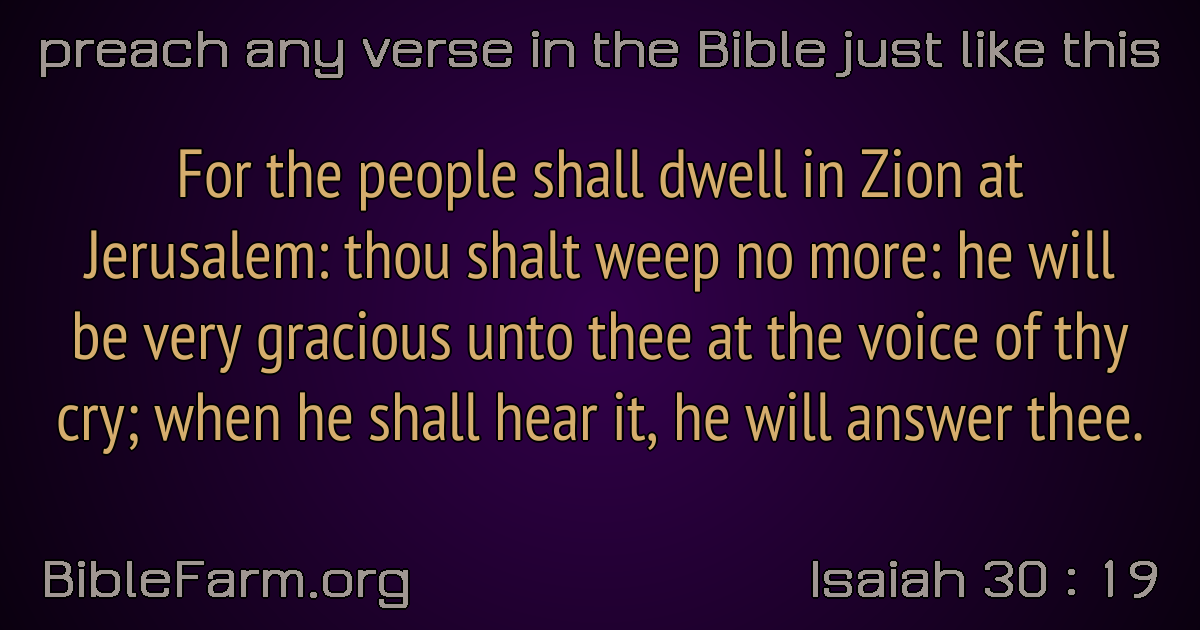 preach any verse in the Bible just like this
For the people shall dwell in Zion at
Jerusalem: thou shalt weep no more: he will
be very gracious unto thee at the voice of thy
cry; when he shall hear it, he will answer thee.
BibleFarm.org
Isaiah 30 : 19